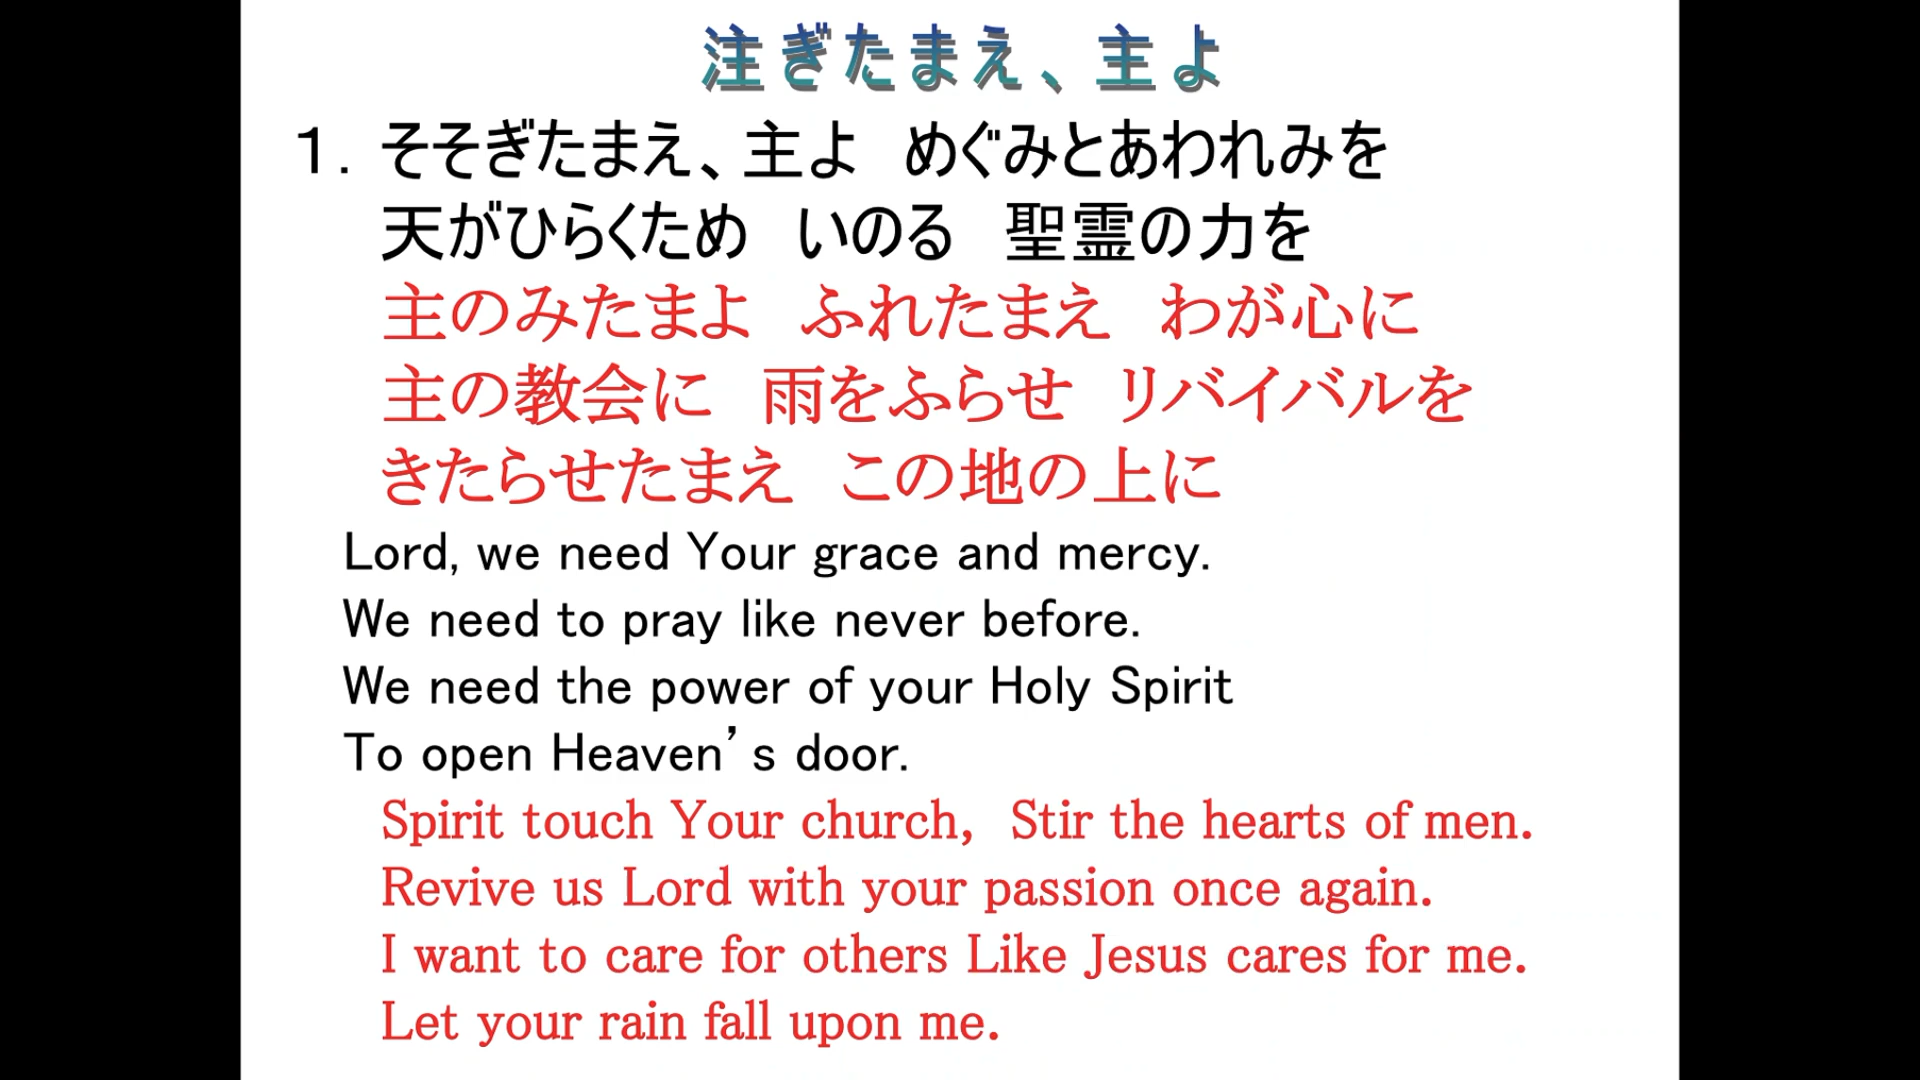 注ぎたまえ、主よ
1. そそぎたまえ、主よ　めぐみとあわれみを
天がひらくため　いのる　聖霊の力を
主のみたまよ　ふれたまえ　わが心に
主の教会に　雨をふらせ　リバイバルを
きたらせたまえ　この地の上に
Lord, we need Your grace and mercy.
We need to pray like never before.
We need the power of your Holy Spirit
To open Heaven’s door.
Spirit touch Your church,  Stir the hearts of men.
Revive us Lord with your passion once again.
I want to care for others Like Jesus cares for me.
Let your rain fall upon me.